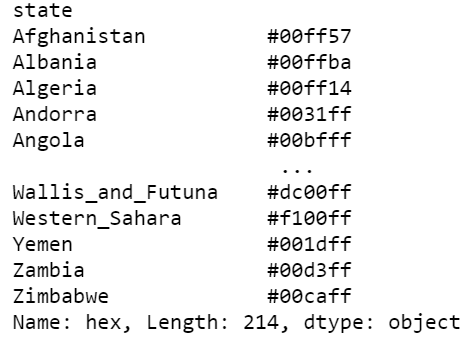 state
Afghanistan #00ff57
Albania #00ffba
Algeria #00ff14
Andorra #0031ff
Angola #00bfff
...
Wallis_and_Futuna #dc00ff
Western_Sahara #f100ff
Yemen #001dff
Zambia #00d3ff
Zimbabwe #00caff
Name: hex, Length: 214, dtype: object